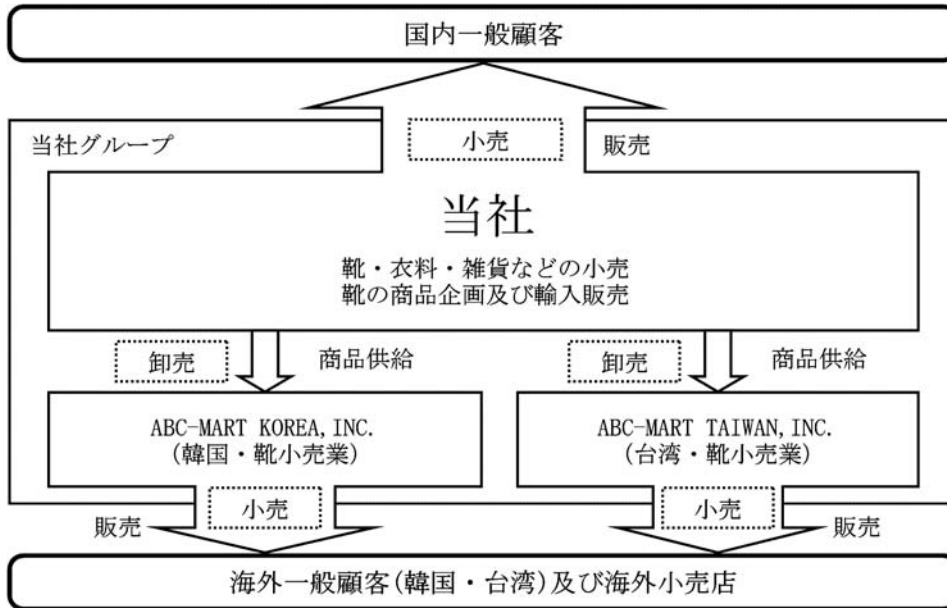 国内一般顧客
当社グループ
小売
販売
当社
靴・衣料・雑貨などの小売
靴の商品企画及び輸入販売
卸売
商品供給
卸売
商品供給
ABC-MART KOREA,INC.
(韓国・靴小売業)
ABC-MART TAIWAN,INC.
(台湾・靴小売業)
販売
小売
小売
販売
海外一般顧客(韓国・台湾)及び海外小売店